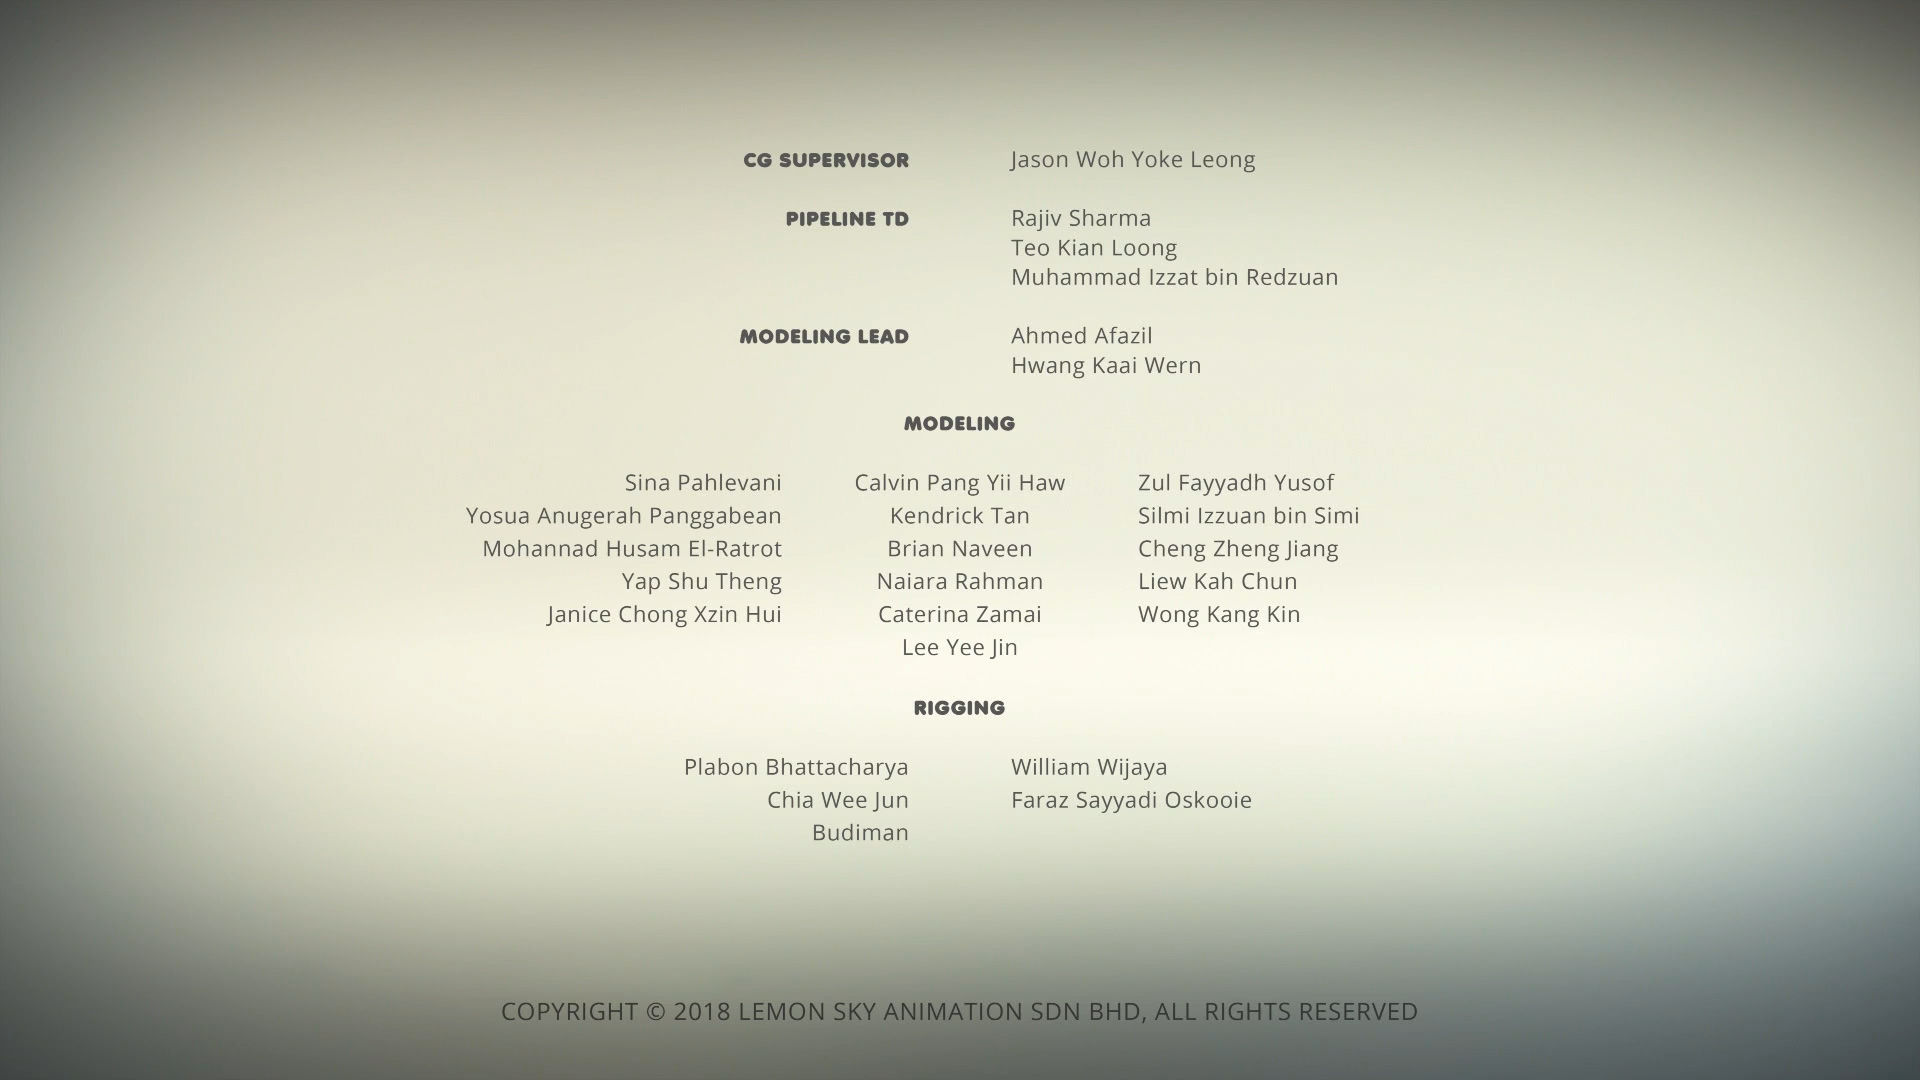 CG SUPERVISOR Jason Woh Yoke Leong
PIPELINE TD Rajiv Sharma
Teo Kian Loong
Muhammad Izzat bin Redzuan
MODELING LEAD Ahmed Afazil
Hwang Kaai Wern
MODELING
Sina Pahlevani Calvin Pang Yii Haw Zul Fayyadh Yusof
Yosua Anugerah Panggabean Kendrick Tan Silmi Izzuan bin Simi
Mohannad Husam El-Ratrot Brian Naveen Cheng Zheng Jiang
Yap Shu Theng Naiara Rahman Liew Kah Chun
Janice Chong Xzin Hui Caterina Zamai Wong Kang Kin
Lee Yee Jin
RIGGING
Plabon Bhattacharya William Wijaya
Chia Wee Jun Faraz Sayyadi Oskooie
Budiman
COPYRIGHT © 2018 LEMON SKY ANIMATION SDN BHD, ALL RIGHTS RESERVED